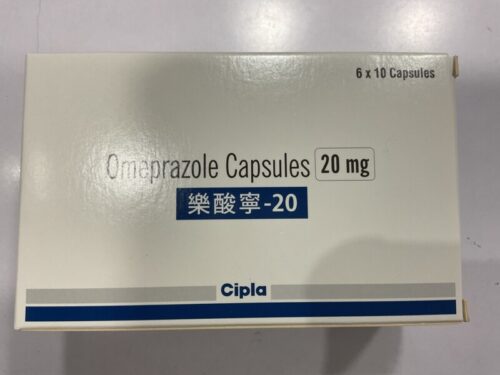 6 x 10 Capsules
Omeprazole Capsules 20 mg
樂酸寧-20
Cipla